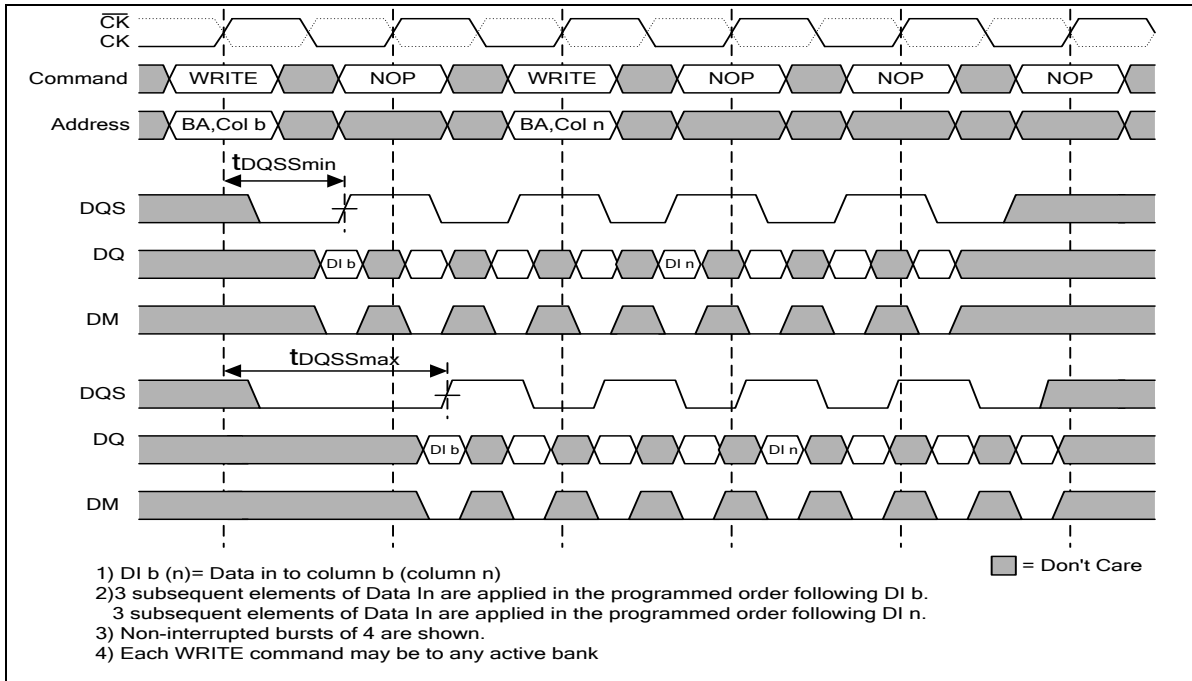 CK
CK
Command WRITE NOP WRITE NOP NOP NOP
Address BA,Col b BA,Col n
tDQSSmin
DQS
DQ DI b DI n
DM
tDQSSmax
DQS
DQ DI b DI n
DM
1) DI b (n)= Data in to column b (column n)
= Don't Care
2)3 subsequent elements of Data In are applied in the programmed order following DI b.
3 subsequent elements of Data In are applied in the programmed order following DI n.
3) Non-interrupted bursts of 4 are shown.
4) Each WRITE command may be to any active bank